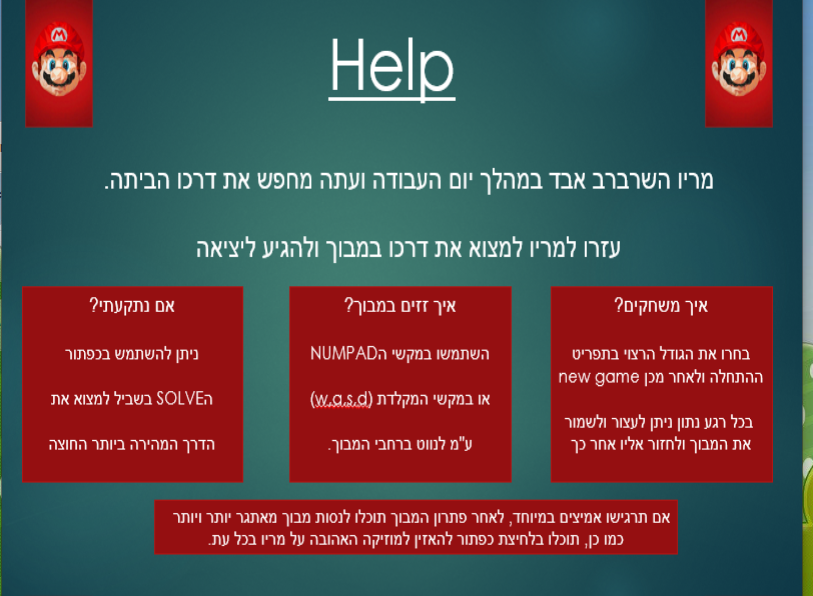 Help
מריו השרברב אבד במהלך יום העבודה ועתה מחפש את דרכו הביתה.
עזרו למריו למצוא את דרכו במבוך ולהגיע ליציאה
איך משחקים?
בחרו את הגודל הרצוי בתפריט
ההתחלה ולאחר מכן new game
בכל רגע נתון ניתן לעצור ולשמור
את המבוך ולחזור אליו אחר כך
איך זזים במבוך?
השתמשו במקשי הNUMPAD
או במקשי המקלדת (w,a,s,d)
ע"מ לנווט ברחבי המבוך.
אם נתקעתי?
ניתן להשתמש בכפתור
הSOLVE בשביל למצוא את
הדרך המהירה ביותר החוצה
אם תרגישו אמיצים במיוחד, לאחר פתרון המבוך תוכלו לנסות מבוך מאתגר יותר ויותר
כמו כן, תוכלו בלחיצת כפתור להאזין למוזיקה האהובה על מריו בכל עת.